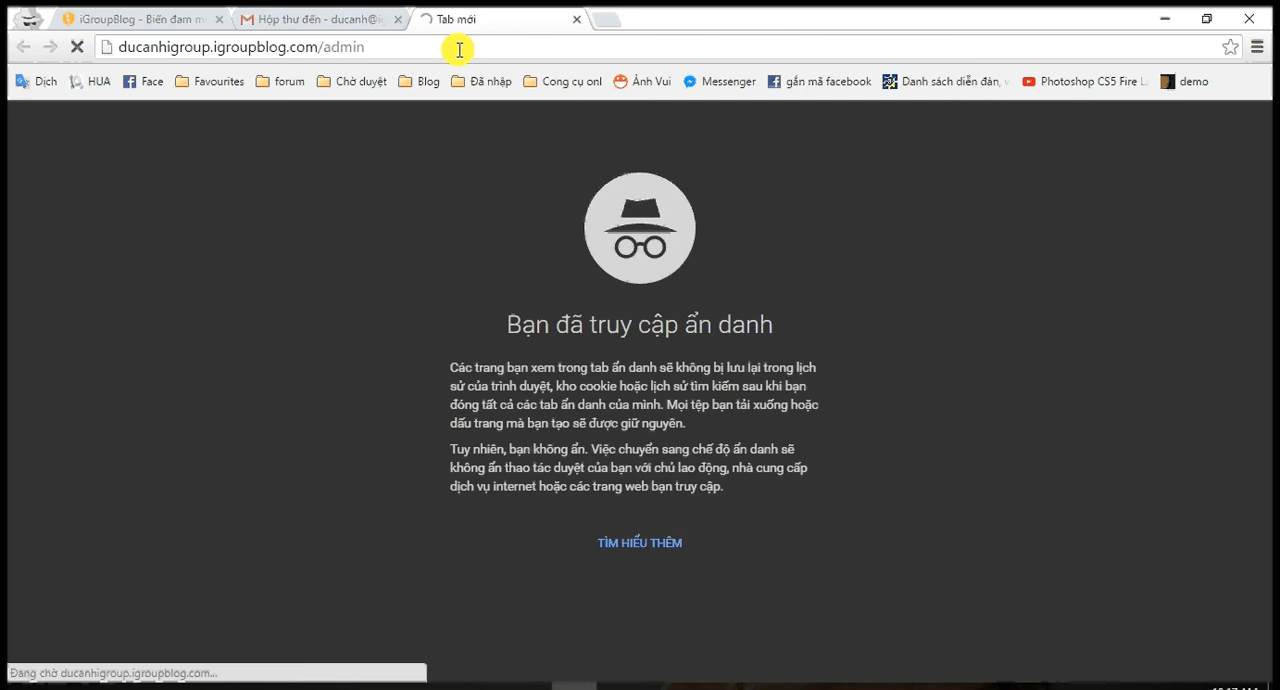 iGroupBlog - Biến đam m
Hộp thư đến - ducanh@i
Tab mới
ducanhigroup.igroupblog.com/admin
Dịch HUA Face Favourites forum Chờ duyệt Blog Đã nhập Cong cụ onl Ảnh Vui Messenger gắn mã facebook Danh sách diễn đàn, Photoshop CS5 Fire demo
Bạn đã truy cập ẩn danh
Các trang bạn xem trong tab ẩn danh sẽ không bị lưu lại trong lịch
sử của trình duyệt, kho cookie hoặc lịch sử tìm kiếm sau khi bạn
đóng tất cả các tab ẩn danh của mình. Mọi tệp bạn tải xuống hoặc
dấu trang mà bạn tạo sẽ được giữ nguyên.
Tuy nhiên, bạn không ẩn. Việc chuyển sang chế độ ẩn danh sẽ
không ẩn thao tác duyệt của bạn với chủ lao động, nhà cung cấp
dịch vụ internet hoặc các trang web bạn truy cập.
TÌM HIỂU THÊM
Đang chờ ducanhigroup.igroupblog.com...